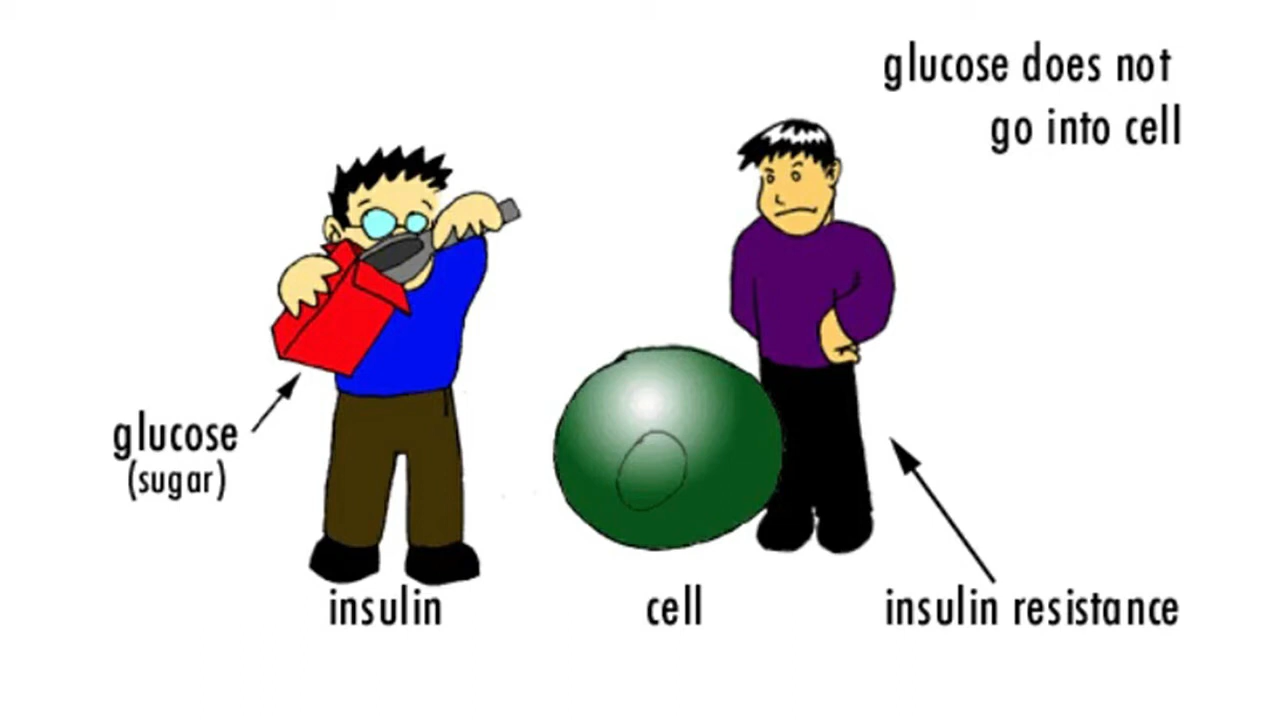 glucose does not
go into cell
glucose
(sugar)
insulin
cell
insulin resistance